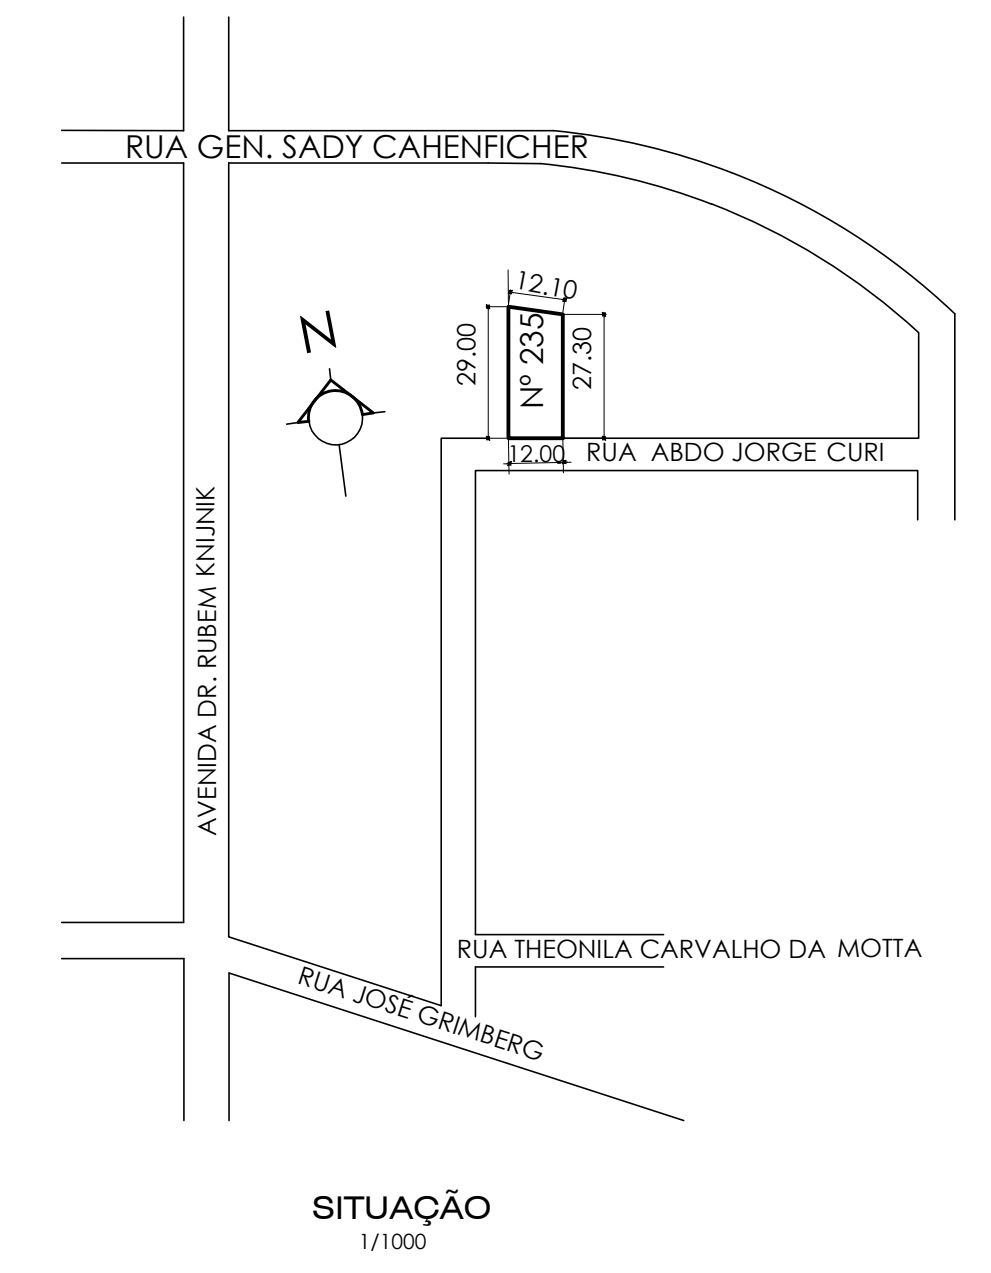 RUA GEN. SADY CAHENFICHER
12.10
N
29.00
Nº 235
27.30
12.00
RUA ABDO JORGE CURI
AVENIDA DR. RUBEM KNIJNIK
RUA THEONILA CARVALHO DA MOTTA
RUA JOSÉ GRIMBERG
SITUAÇÃO
1/1000